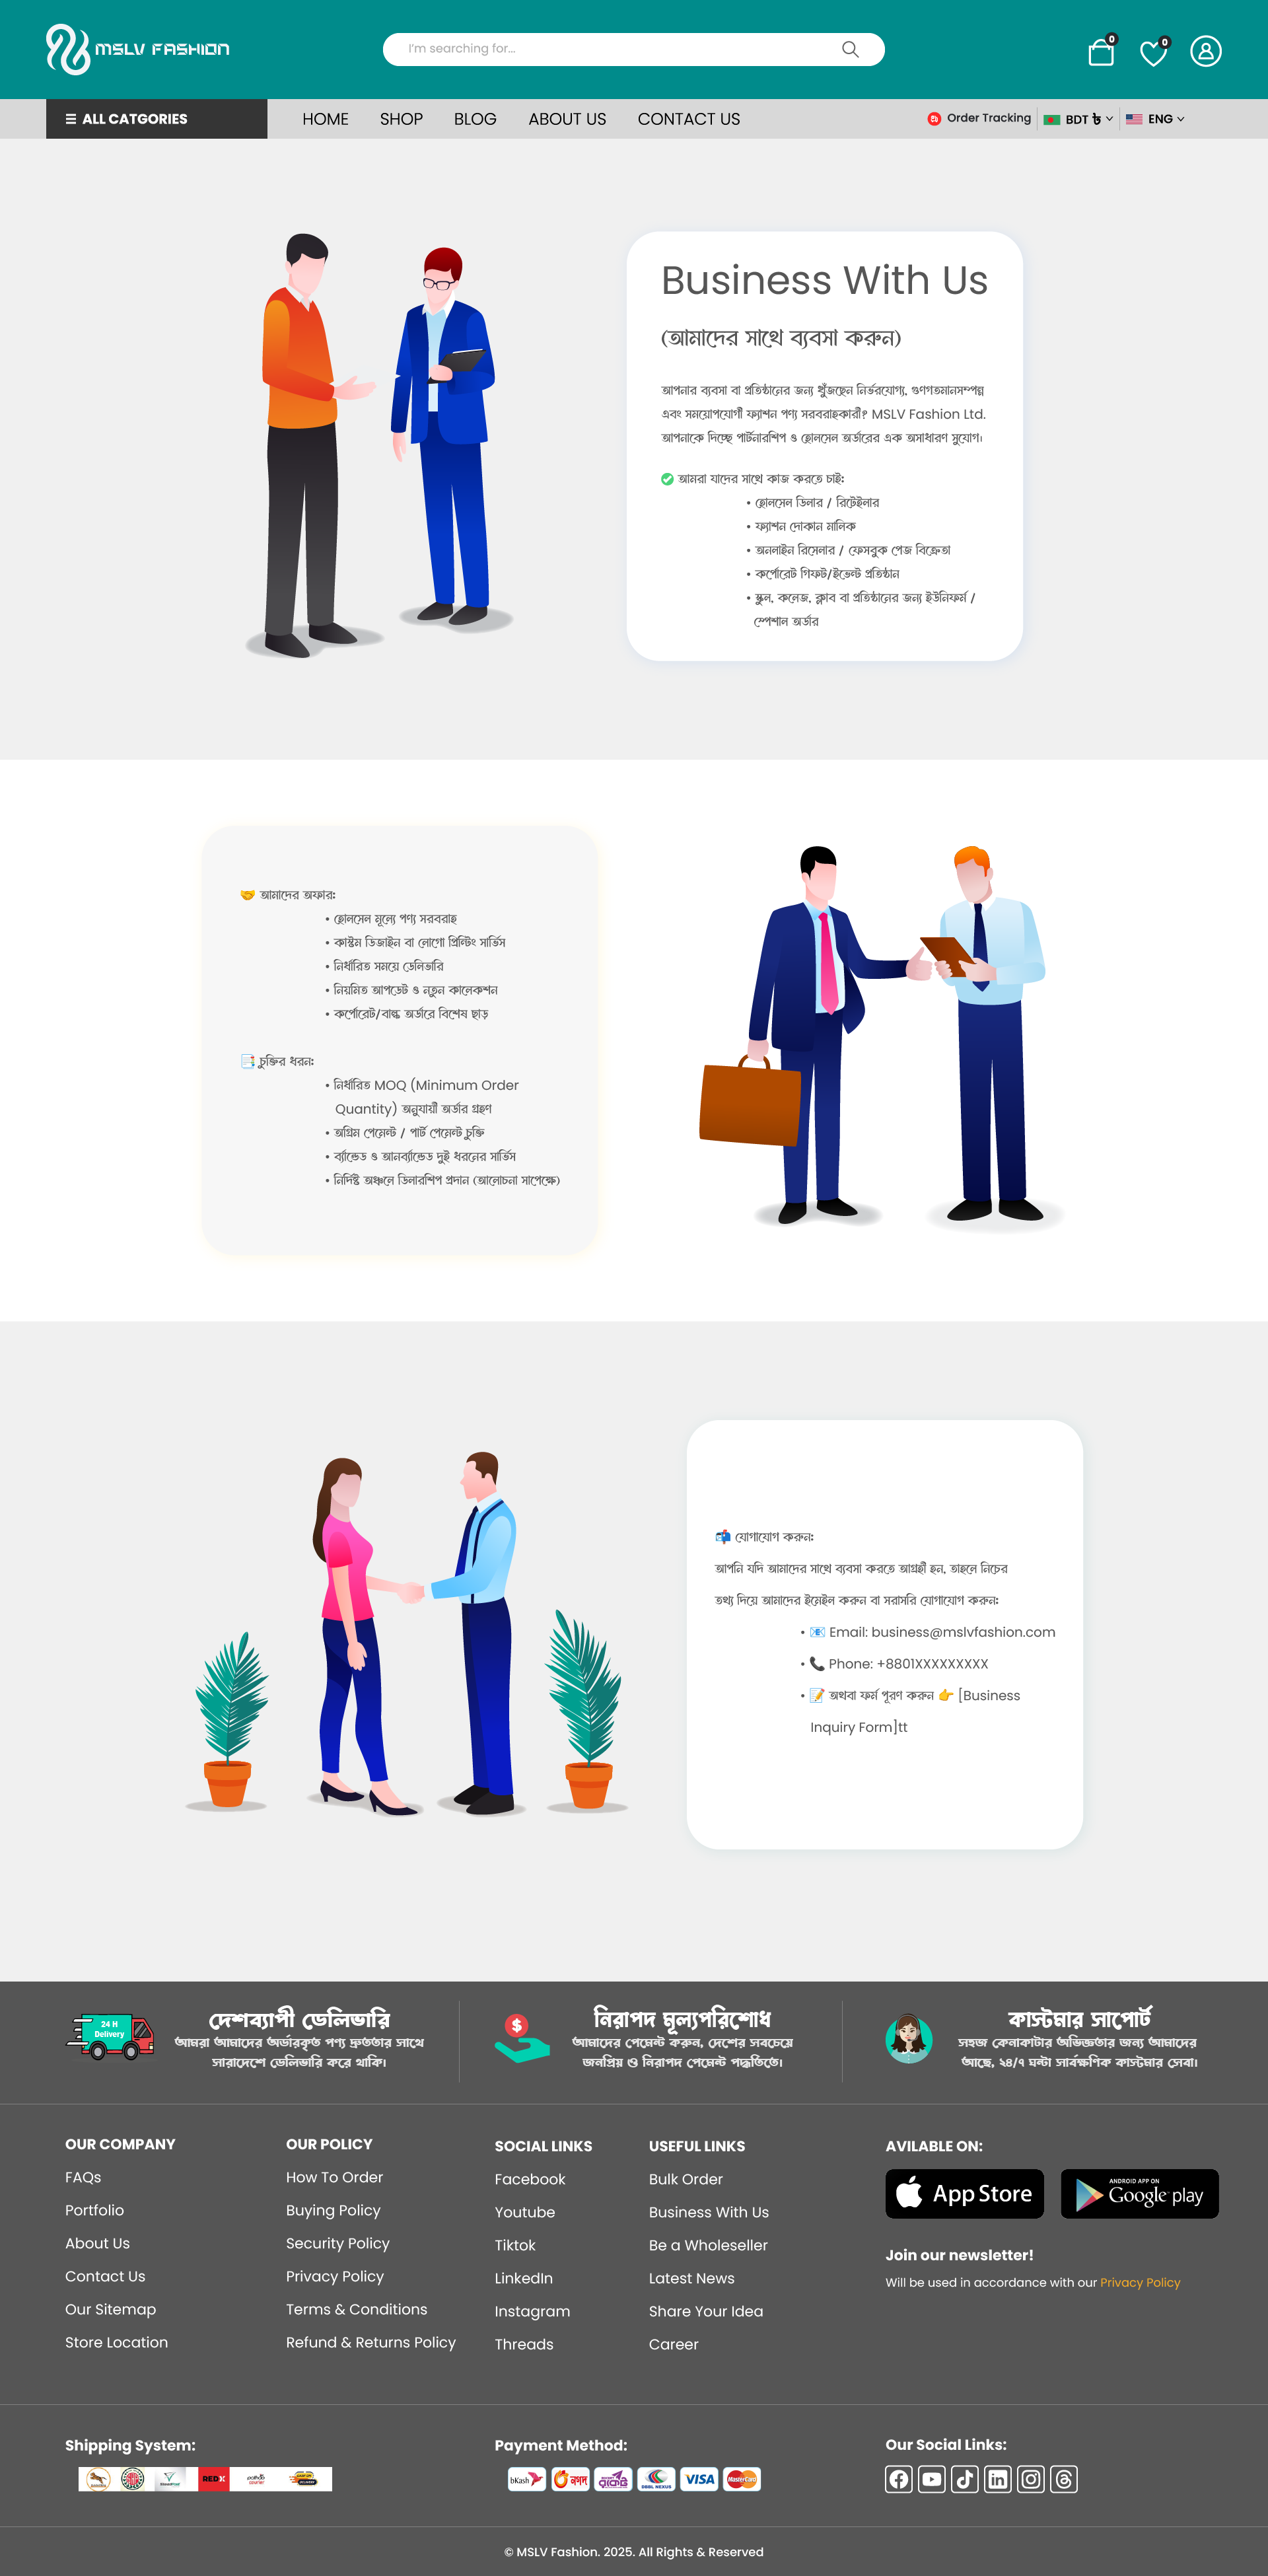 MSLV FASHION
I'm searching for...
0
0
ALL CATGORIES
HOME
SHOP
BLOG
ABOUT US
CONTACT US
Order Tracking
BDT ৳
ENG
Business With Us
(আমাদের সাথে ব্যবসা করুন)
আপনার ব্যবসা বা প্রতিষ্ঠানের জন্য খুঁজছেন নির্ভরযোগ্য, গুণগতমানসম্পন্ন
এবং সময়োপযোগী ফ্যাশন পণ্য সরবরাহকারী? MSLV Fashion Ltd.
আপনাকে দিচ্ছে পার্টনারশিপ ও হোলসেল অর্ডারের এক অসাধারণ সুযোগ।
✅ আমরা যাদের সাথে কাজ করতে চাই:
• হোলসেল ডিলার / রিটেইলার
• ফ্যাশন দোকান মালিক
• অনলাইন রিসেলার / ফেসবুক পেজ বিক্রেতা
• কর্পোরেট গিফট/ইভেন্ট প্রতিষ্ঠান
• স্কুল, কলেজ, ক্লাব বা প্রতিষ্ঠানের জন্য ইউনিফর্ম /
স্পেশাল অর্ডার
🤝 আমাদের অফার:
• হোলসেল মূল্যে পণ্য সরবরাহ
• কাস্টম ডিজাইন বা লোগো প্রিন্টিং সার্ভিস
• নির্ধারিত সময়ে ডেলিভারি
• নিয়মিত আপডেট ও নতুন কালেকশন
• কর্পোরেট/বাল্ক অর্ডারে বিশেষ ছাড়
📑 চুক্তির ধরন:
• নির্ধারিত MOQ (Minimum Order
Quantity) অনুযায়ী অর্ডার গ্রহণ
• অগ্রিম পেমেন্ট / পার্ট পেমেন্ট চুক্তি
• ব্র্যান্ডেড ও আনব্র্যান্ডেড দুই ধরনের সার্ভিস
• নির্দিষ্ট অঞ্চলে ডিলারশিপ প্রদান (আলোচনা সাপেক্ষে)
📬 যোগাযোগ করুন:
আপনি যদি আমাদের সাথে ব্যবসা করতে আগ্রহী হন, তাহলে নিচের
তথ্য দিয়ে আমাদের ইমেইল করুন বা সরাসরি যোগাযোগ করুন:
• 📧 Email: business@mslvfashion.com
• 📞 Phone: +8801XXXXXXXXX
• 📝 অথবা ফর্ম পূরণ করুন 👉 [Business
Inquiry Form]tt
24 H
Delivery
দেশব্যাপী ডেলিভারি
আমরা আমাদের অর্ডারকৃত পণ্য দ্রুততার সাথে
সারাদেশে ডেলিভারি করে থাকি।
নিরাপদ মূল্যপরিশোধ
আমাদের পেমেন্ট করুন, দেশের সবচেয়ে
জনপ্রিয় ও নিরাপদ পেমেন্ট পদ্ধতিতে।
কাস্টমার সাপোর্ট
সহজ কেনাকাটার অভিজ্ঞতার জন্য আমাদের
আছে, ২৪/৭ ঘন্টা সার্বক্ষণিক কাস্টমার সেবা।
OUR COMPANY
FAQs
Portfolio
About Us
Contact Us
Our Sitemap
Store Location
OUR POLICY
How To Order
Buying Policy
Security Policy
Privacy Policy
Terms & Conditions
Refund & Returns Policy
SOCIAL LINKS
Facebook
Youtube
Tiktok
LinkedIn
Instagram
Threads
USEFUL LINKS
Bulk Order
Business With Us
Be a Wholeseller
Latest News
Share Your Idea
Career
AVILABLE ON:
App Store
ANDROID APP ON
Google play
Join our newsletter!
Will be used in accordance with our Privacy Policy
Shipping System:
REDX
Payment Method:
bKash
নগদ
DBBL NEXUS
VISA
MasterCard
Our Social Links:
© MSLV Fashion. 2025. All Rights & Reserved